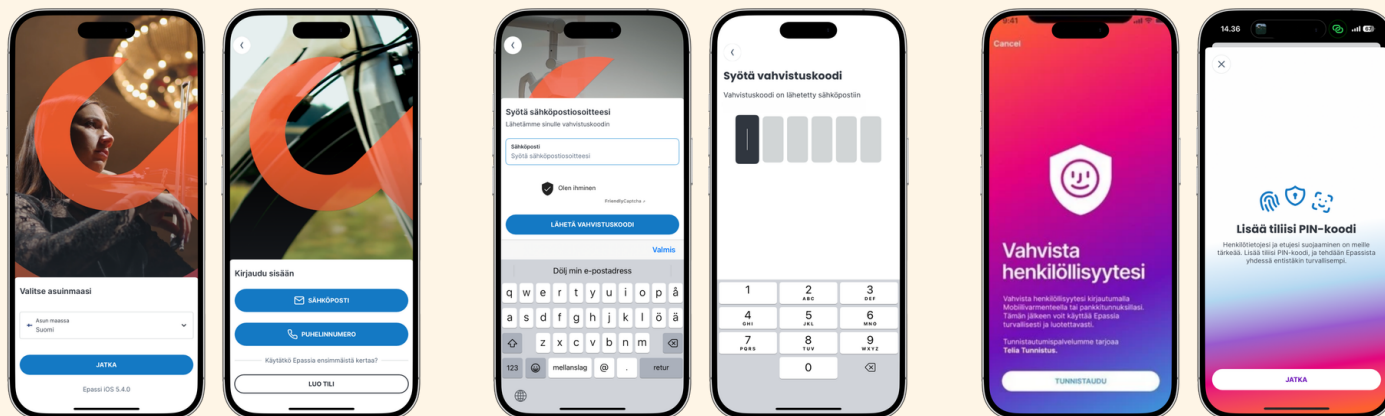 Valitse asuinmaasi
Asun maassa
Suomi
JATKA
Epassi iOS 5.4.0
Kirjaudu sisään
SÄHKÖPOSTI
PUHELINNUMERO
Käytätkö Epassia ensimmäistä kertaa?
LUO TILI
Syötä sähköpostiosoitteesi
Lähetämme sinulle vahvistuskoodin
Sähköposti
Syötä sähköpostiosoitteesi
Olen ihminen
FriendlyCaptcha
LÄHETÄ VAHVISTUSKOODI
Valmis
Dölj min e-postadress
q w e r t y u i o p å
a s d f g h j k l ö ä
z x c v b n m
123 mellanslag @ . retur
Syötä vahvistuskoodi
Vahvistuskoodi on lähetetty sähköpostiin
1 2 3
ABC DEF
4 5 6
GHI JKL MNO
7 8 9
PQRS TUV WXYZ
0
9:41
Cancel
Vahvista
henkilöllisyytesi
Vahvista henkilöllisyytesi kirjautumalla
Mobiilivarmenteella tai pankkitunnuksillasi.
Tämän jälkeen voit käyttää Epassia
turvallisesti ja luotettavasti.
Tunnistautumispalvelumme tarjoaa
Telia Tunnistus.
TUNNISTAUDU
14.36
Lisää tiliisi PIN-koodi
Henkilötietojesi ja etujesi suojaaminen on meille
tärkeää. Lisää tiliisi PIN-koodi, ja tehdään Epassista
yhdessä entistäkin turvallisempi.
JATKA